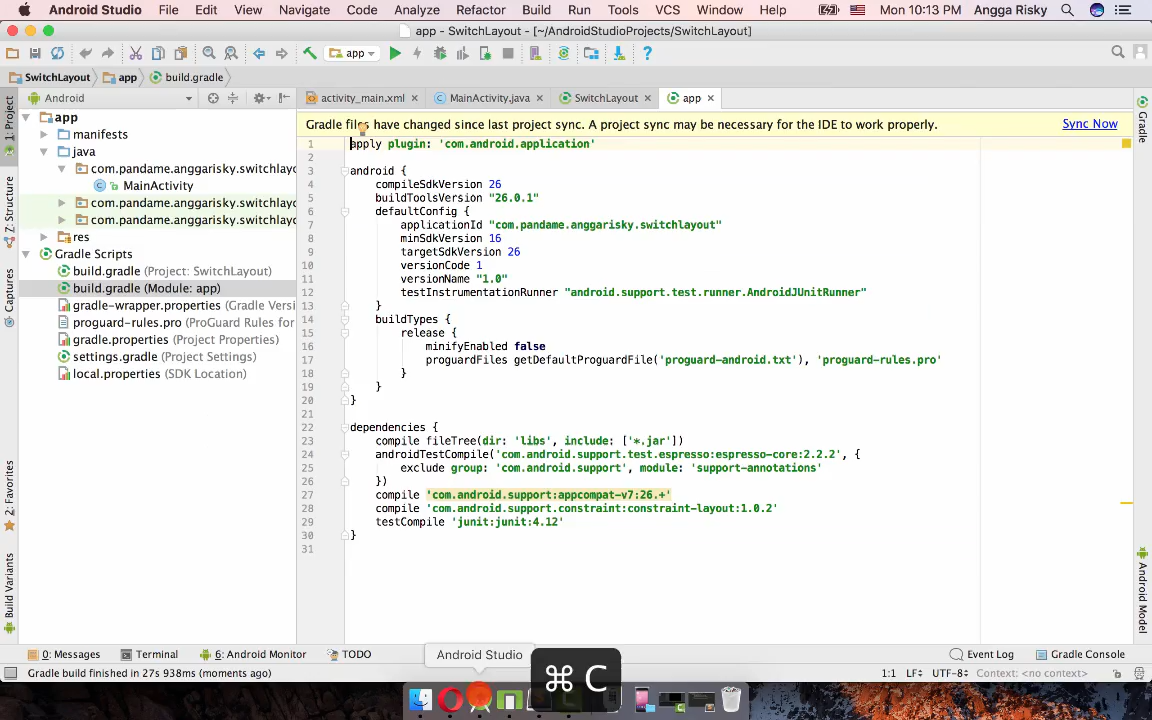 Android Studio File Edit View Navigate Code Analyze Refactor Build Run Tools VCS Window Help Mon 10:13 PM Angga Risky
app - SwitchLayout - [~/AndroidStudioProjects/SwitchLayout]
app
SwitchLayout app build.gradle
Android
activity_main.xml MainActivity.java SwitchLayout app
1: Project
Z: Structure
Captures
2: Favorites
Build Variants
app
manifests
java
com.pandame.anggarisky.switchlayo
MainActivity
com.pandame.anggarisky.switchlayo
com.pandame.anggarisky.switchlayo
res
Gradle Scripts
build.gradle (Project: SwitchLayout)
build.gradle (Module: app)
gradle-wrapper.properties (Gradle Versi
proguard-rules.pro (ProGuard Rules for
gradle.properties (Project Properties)
settings.gradle (Project Settings)
local.properties (SDK Location)
Gradle files have changed since last project sync. A project sync may be necessary for the IDE to work properly. Sync Now
1 apply plugin: 'com.android.application'
2
3 android {
4 compileSdkVersion 26
5 buildToolsVersion "26.0.1"
6 defaultConfig {
7 applicationId "com.pandame.anggarisky.switchlayout"
8 minSdkVersion 16
9 targetSdkVersion 26
10 versionCode 1
11 versionName "1.0"
12 testInstrumentationRunner "android.support.test.runner.AndroidJUnitRunner"
13 }
14 buildTypes {
15 release {
16 minifyEnabled false
17 proguardFiles getDefaultProguardFile('proguard-android.txt'), 'proguard-rules.pro'
18 }
19 }
20 }
21
22 dependencies {
23 compile fileTree(dir: 'libs', include: ['*.jar'])
24 androidTestCompile('com.android.support.test.espresso:espresso-core:2.2.2', {
25 exclude group: 'com.android.support', module: 'support-annotations'
26 })
27 compile 'com.android.support:appcompat-v7:26.+'
28 compile 'com.android.support.constraint:constraint-layout:1.0.2'
29 testCompile 'junit:junit:4.12'
30 }
31
Gradle
Android Model
0: Messages Terminal 6: Android Monitor TODO Event Log Gradle Console
Android Studio
Gradle build finished in 27s 938ms (moments ago) 1:1 LF UTF-8 Context: <no context>
⌘ C